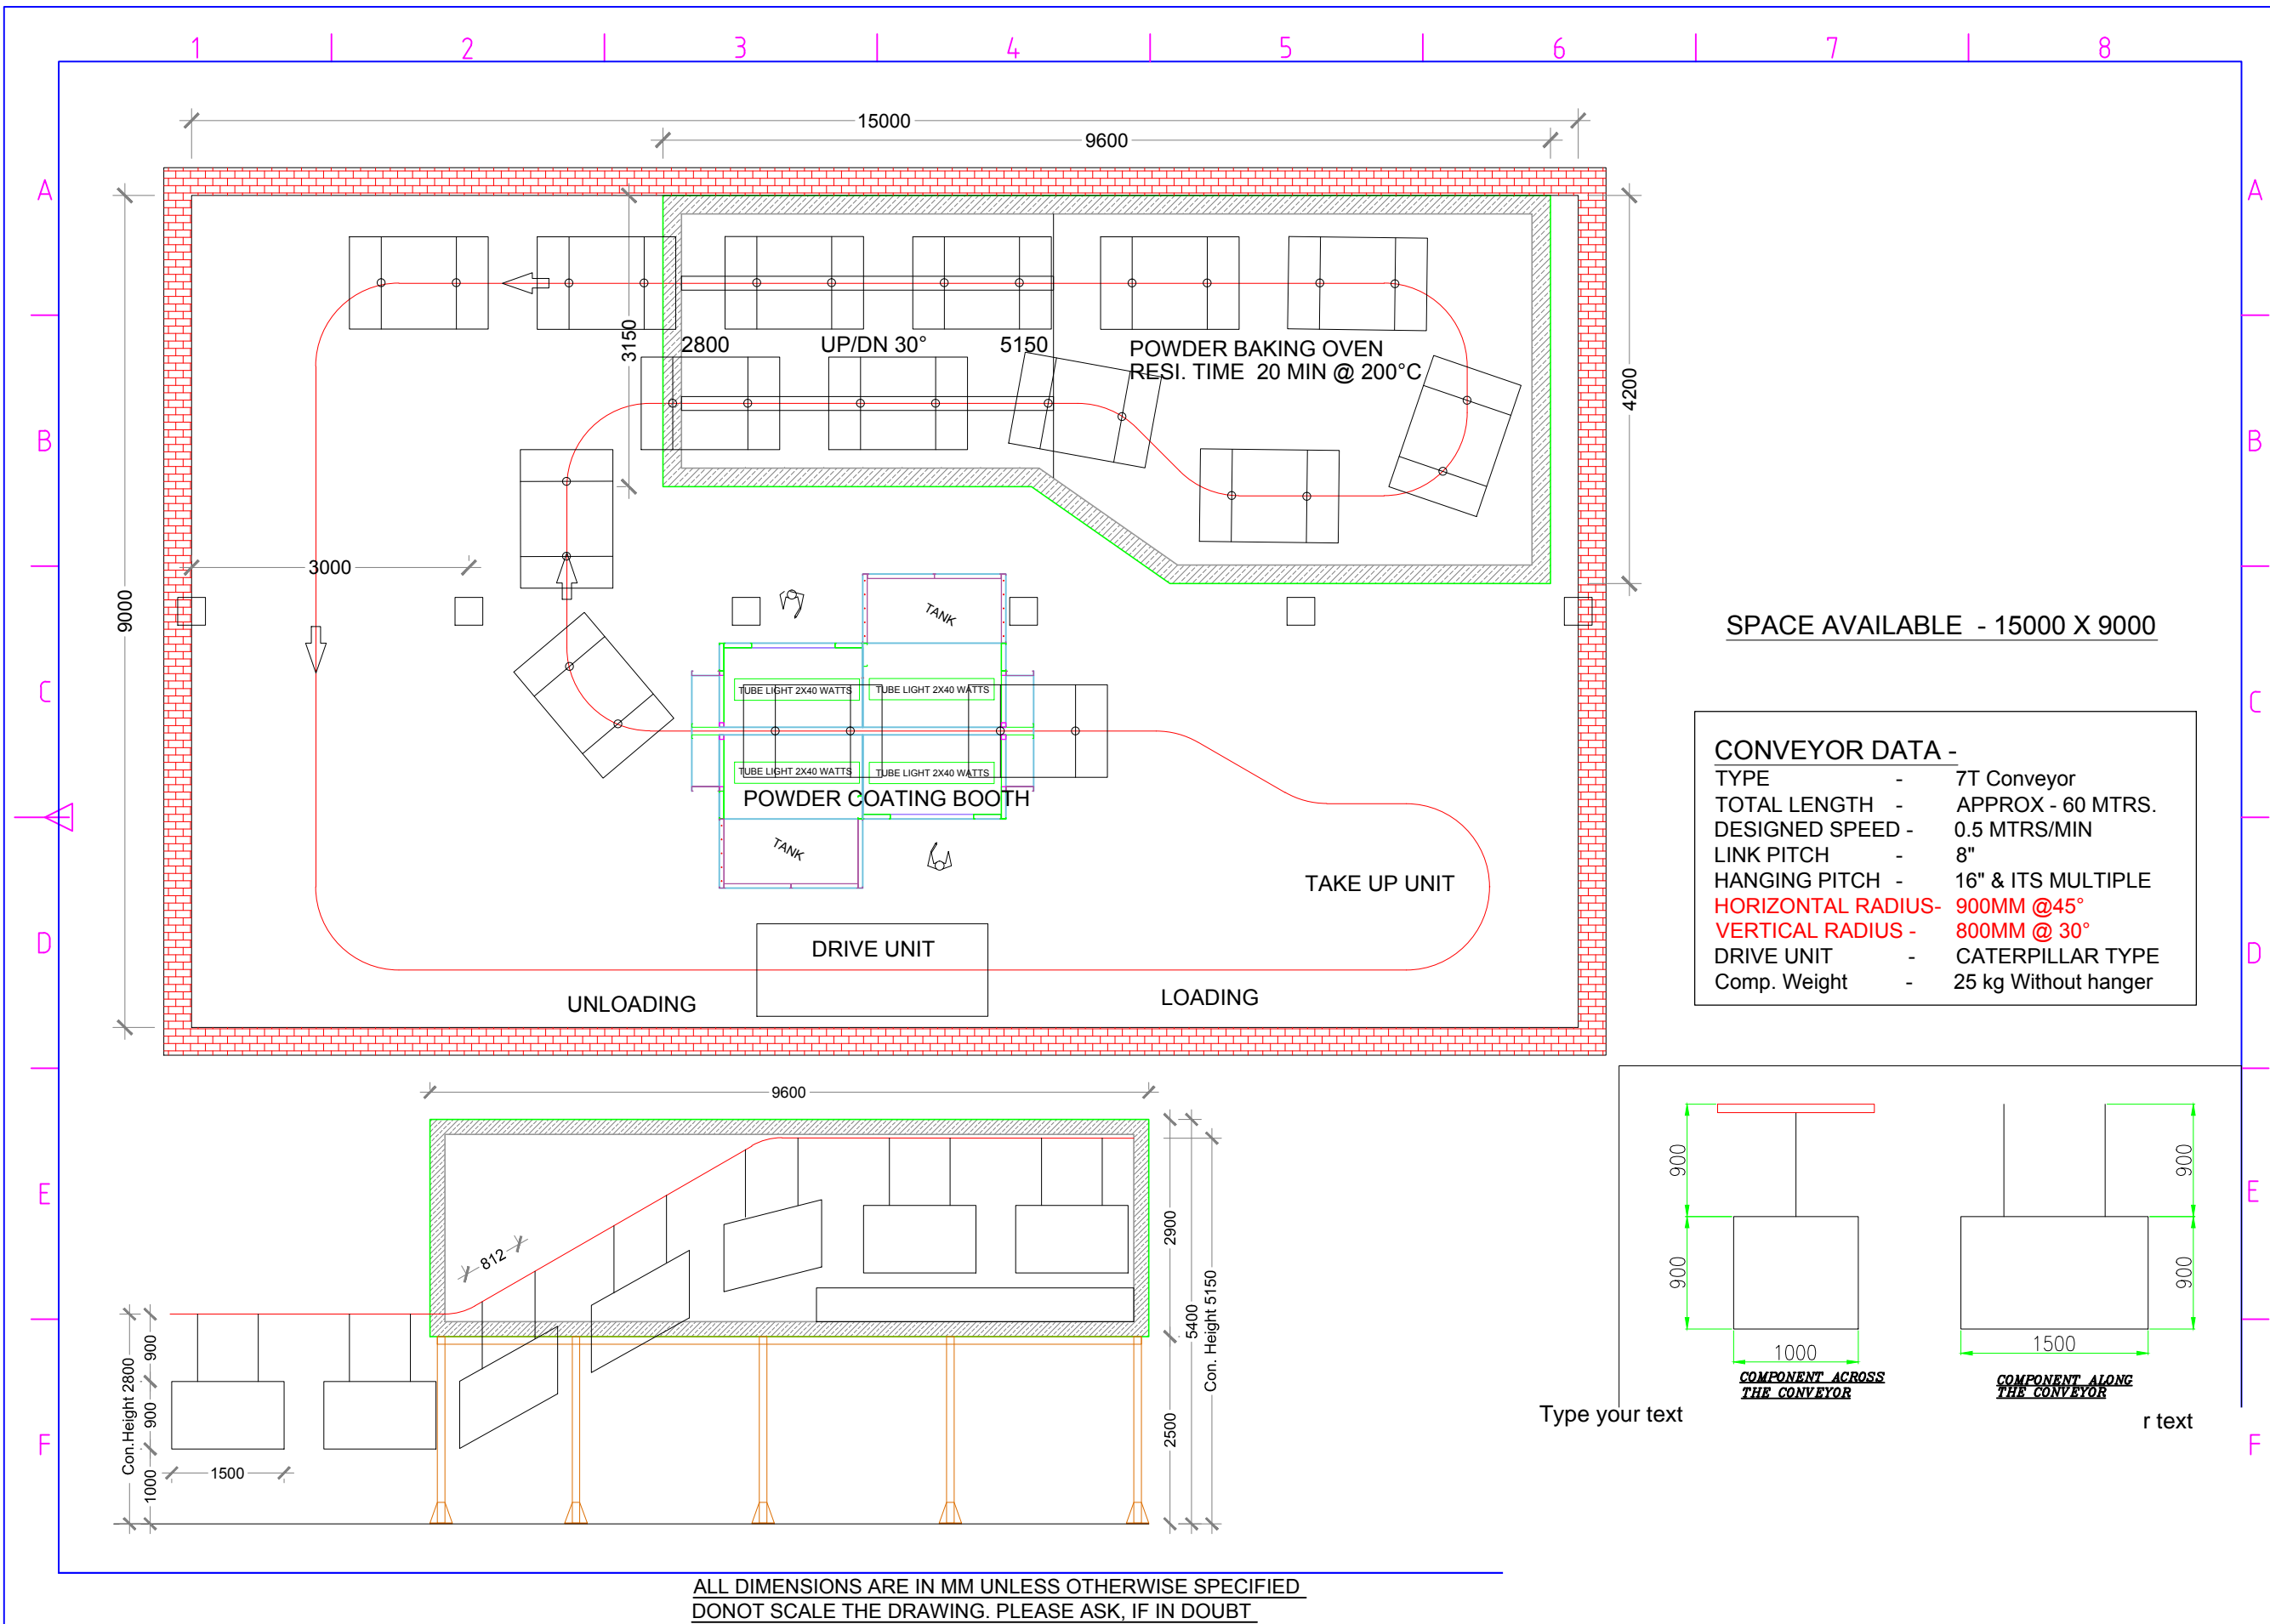 1 2 3 4 5 6 7 8
15000
9600
A A
3150
2800 UP/DN 30° 5150
POWDER BAKING OVEN
RESI. TIME 20 MIN @ 200°C
4200
B B
3000
9000
TANK
SPACE AVAILABLE - 15000 X 9000
C C
TUBE LIGHT 2X40 WATTS TUBE LIGHT 2X40 WATTS
TUBE LIGHT 2X40 WATTS TUBE LIGHT 2X40 WATTS
POWDER COATING BOOTH
TANK
TAKE UP UNIT
DRIVE UNIT
UNLOADING
LOADING
D D
CONVEYOR DATA -
TYPE - 7T Conveyor
TOTAL LENGTH - APPROX - 60 MTRS.
DESIGNED SPEED - 0.5 MTRS/MIN
LINK PITCH - 8"
HANGING PITCH - 16" & ITS MULTIPLE
HORIZONTAL RADIUS- 900MM @45°
VERTICAL RADIUS - 800MM @ 30°
DRIVE UNIT - CATERPILLAR TYPE
Comp. Weight - 25 kg Without hanger
9600
E E
812
2900
5400
Con. Height 5150
2500
Con.Height 2800
900
900
1000
1500
F F
900
900
1000
COMPONENT ACROSS
THE CONVEYOR
900
900
1500
COMPONENT ALONG
THE CONVEYOR
Type your text
r text
ALL DIMENSIONS ARE IN MM UNLESS OTHERWISE SPECIFIED
DONOT SCALE THE DRAWING. PLEASE ASK, IF IN DOUBT